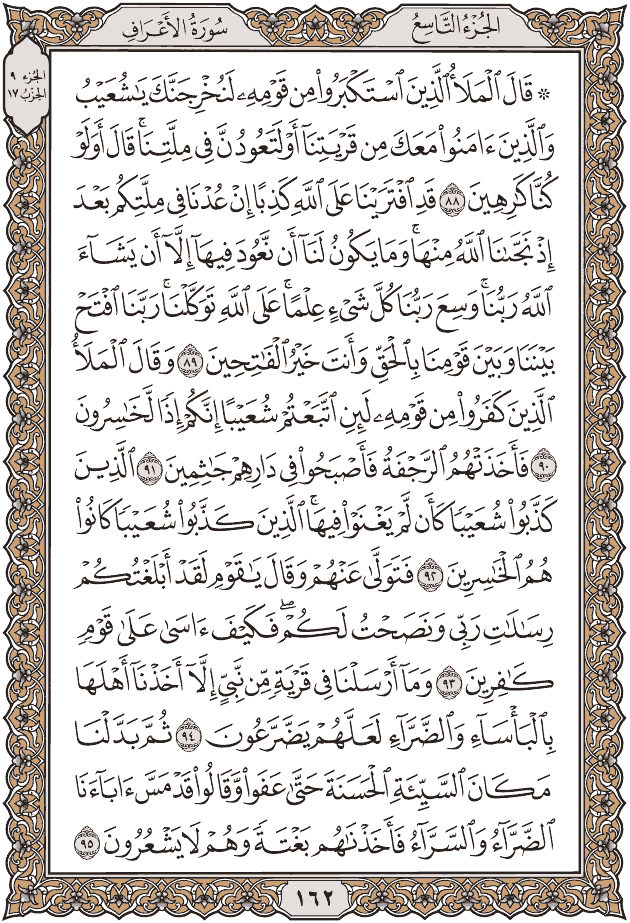 الجُزْءُ التَّاسِعُ
سُورَةُ الأَعْرَافِ
الجزء ٩
الحزب ١٧
۞ قَالَ ٱلْمَلَأُ ٱلَّذِينَ ٱسْتَكْبَرُوا۟ مِن قَوْمِهِۦ لَنُخْرِجَنَّكَ يَـٰشُعَيْبُ
وَٱلَّذِينَ ءَامَنُوا۟ مَعَكَ مِن قَرْيَتِنَآ أَوْ لَتَعُودُنَّ فِى مِلَّتِنَا ۚ قَالَ أَوَلَوْ
كُنَّا كَـٰرِهِينَ ٨٨ قَدِ ٱفْتَرَيْنَا عَلَى ٱللَّهِ كَذِبًا إِنْ عُدْنَا فِى مِلَّتِكُم بَعْدَ
إِذْ نَجَّىٰنَا ٱللَّهُ مِنْهَا ۚ وَمَا يَكُونُ لَنَآ أَن نَّعُودَ فِيهَآ إِلَّآ أَن يَشَآءَ
ٱللَّهُ رَبُّنَا ۚ وَسِعَ رَبُّنَا كُلَّ شَىْءٍ عِلْمًا ۚ عَلَى ٱللَّهِ تَوَكَّلْنَا ۚ رَبَّنَا ٱفْتَحْ
بَيْنَنَا وَبَيْنَ قَوْمِنَا بِٱلْحَقِّ وَأَنتَ خَيْرُ ٱلْفَـٰتِحِينَ ٨٩ وَقَالَ ٱلْمَلَأُ
ٱلَّذِينَ كَفَرُوا۟ مِن قَوْمِهِۦ لَئِنِ ٱتَّبَعْتُمْ شُعَيْبًا إِنَّكُمْ إِذًا لَّخَـٰسِرُونَ
٩٠ فَأَخَذَتْهُمُ ٱلرَّجْفَةُ فَأَصْبَحُوا۟ فِى دَارِهِمْ جَـٰثِمِينَ ٩١ ٱلَّذِينَ
كَذَّبُوا۟ شُعَيْبًا كَأَن لَّمْ يَغْنَوْا۟ فِيهَا ۚ ٱلَّذِينَ كَذَّبُوا۟ شُعَيْبًا كَانُوا۟
هُمُ ٱلْخَـٰسِرِينَ ٩٢ فَتَوَلَّىٰ عَنْهُمْ وَقَالَ يَـٰقَوْمِ لَقَدْ أَبْلَغْتُكُمْ
رِسَـٰلَـٰتِ رَبِّى وَنَصَحْتُ لَكُمْ ۖ فَكَيْفَ ءَاسَىٰ عَلَىٰ قَوْمٍ
كَـٰفِرِينَ ٩٣ وَمَآ أَرْسَلْنَا فِى قَرْيَةٍ مِّن نَّبِىٍّ إِلَّآ أَخَذْنَآ أَهْلَهَا
بِٱلْبَأْسَآءِ وَٱلضَّرَّآءِ لَعَلَّهُمْ يَضَّرَّعُونَ ٩٤ ثُمَّ بَدَّلْنَا
مَكَانَ ٱلسَّيِّئَةِ ٱلْحَسَنَةَ حَتَّىٰ عَفَوا۟ وَّقَالُوا۟ قَدْ مَسَّ ءَابَآءَنَا
ٱلضَّرَّآءُ وَٱلسَّرَّآءُ فَأَخَذْنَـٰهُم بَغْتَةً وَهُمْ لَا يَشْعُرُونَ ٩٥
١٦٢